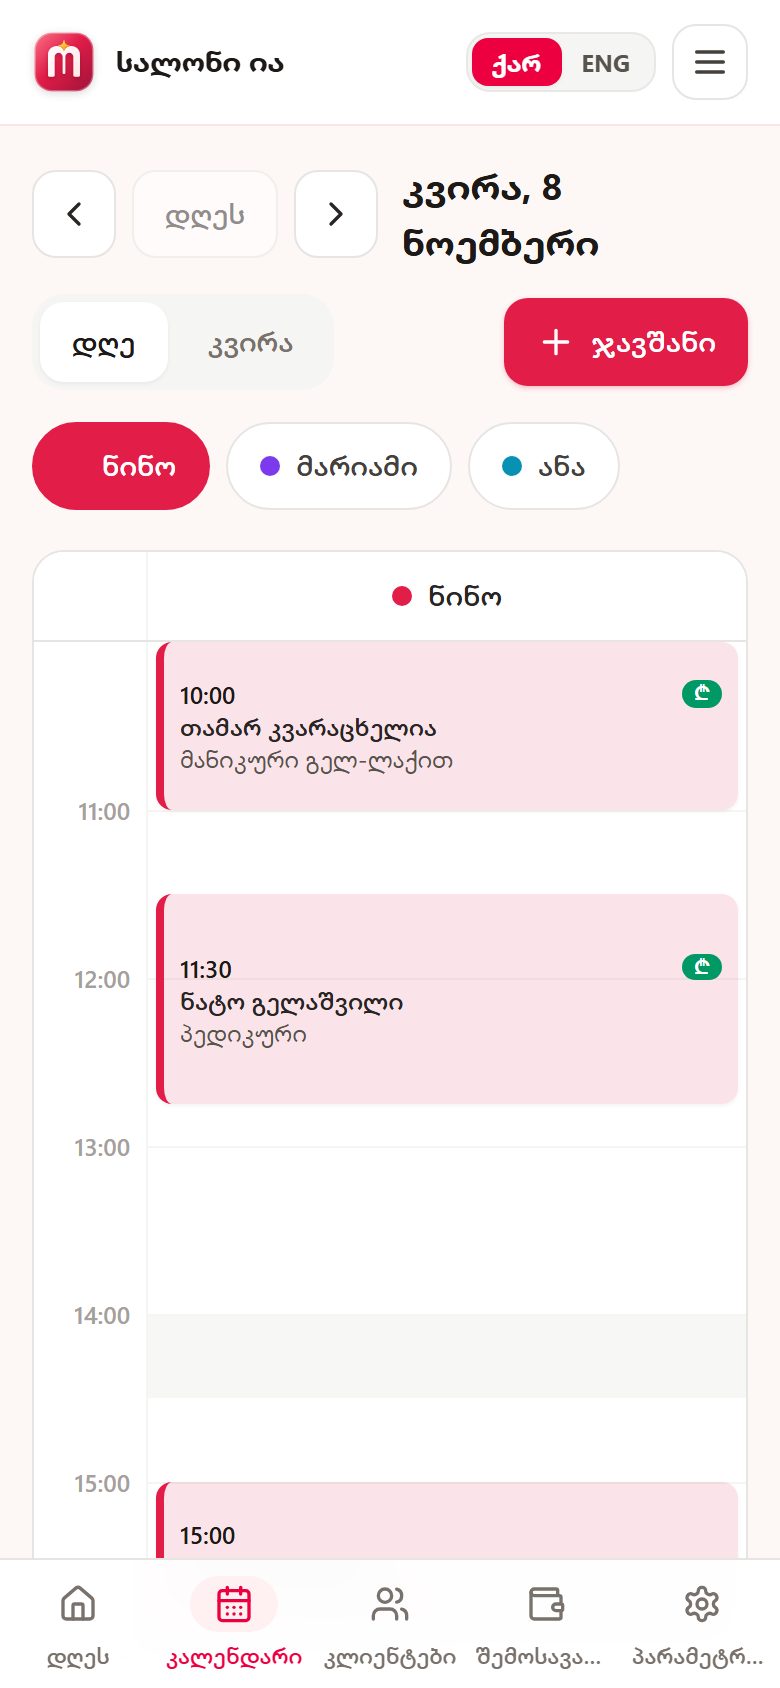 სალონი ია
ქარ
ENG
დღეს
კვირა, 8
ნოემბერი
დღე
კვირა
ჯავშანი
ნინო
მარიამი
ანა
ნინო
10:00
₾
თამარ კვარაცხელია
მანიკური გელ-ლაქით
11:00
11:30
₾
12:00
ნატო გელაშვილი
პედიკური
13:00
14:00
15:00
15:00
დღეს
კალენდარი
კლიენტები
შემოსავა...
პარამეტრ...